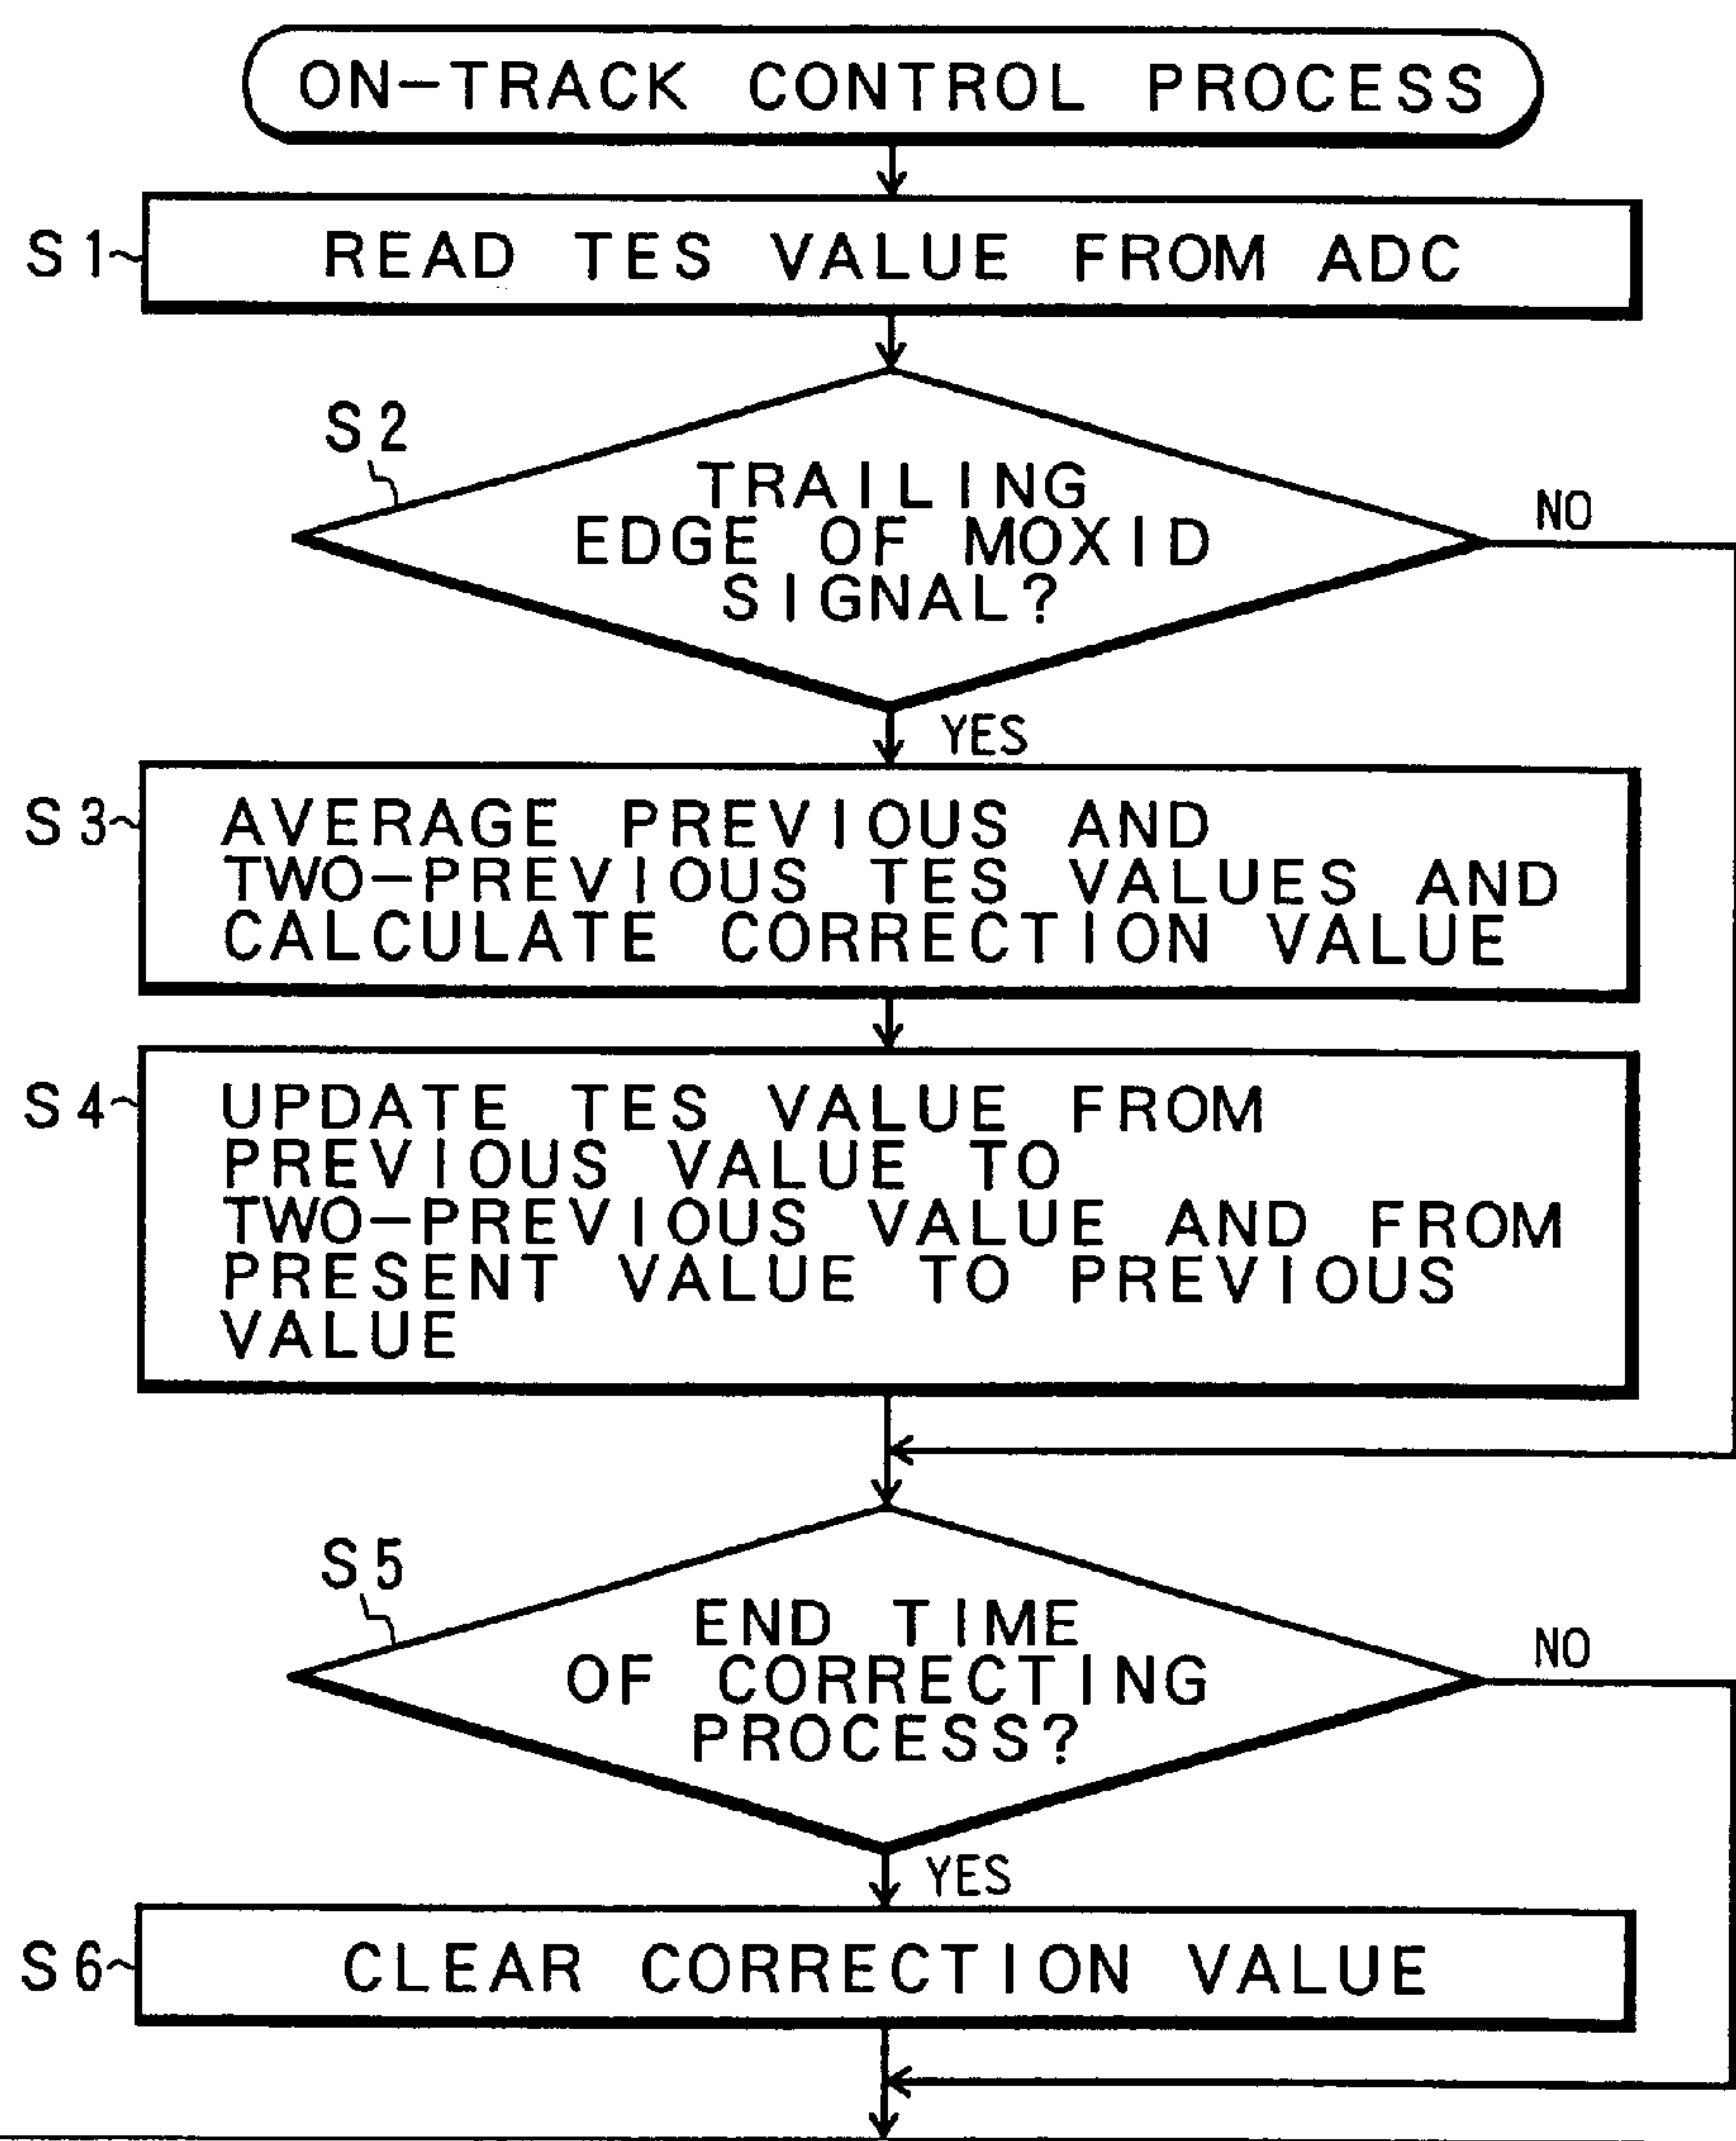 ON-TRACK CONTROL PROCESS
S1
READ TES VALUE FROM ADC
S2
TRAILING
EDGE OF MOXID
SIGNAL?
NO
YES
S3
AVERAGE PREVIOUS AND
TWO-PREVIOUS TES VALUES AND
CALCULATE CORRECTION VALUE
S4
UPDATE TES VALUE FROM
PREVIOUS VALUE TO
TWO-PREVIOUS VALUE AND FROM
PRESENT VALUE TO PREVIOUS
VALUE
S5
END TIME
OF CORRECTING
PROCESS?
NO
YES
S6
CLEAR CORRECTION VALUE